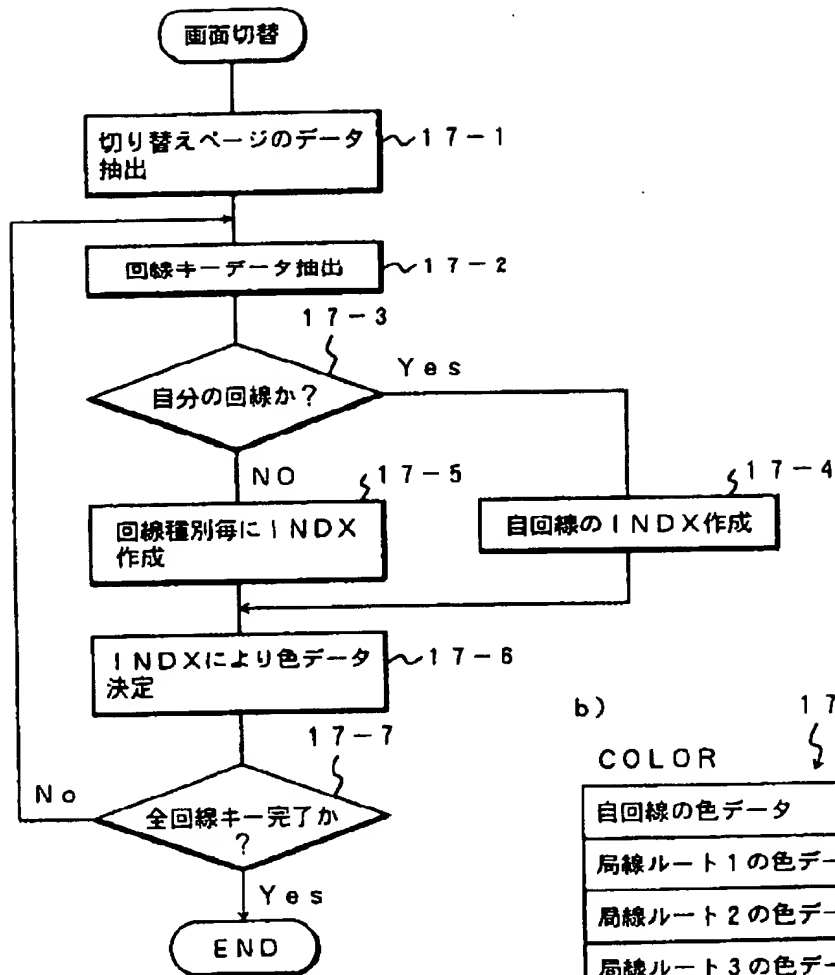 画面切替
切り替えページのデータ
抽出
17-1
回線キーデータ抽出
17-2
17-3
自分の回線か?
Yes
NO
17-5
17-4
回線種別毎にINDX
作成
自回線のINDX作成
INDXにより色データ
決定
17-6
17-7
No
全回線キー完了か
?
Yes
END
b)
17
COLOR
自回線の色データ
局線ルート1の色デー
局線ルート2の色デー
局線ルート3の色デー